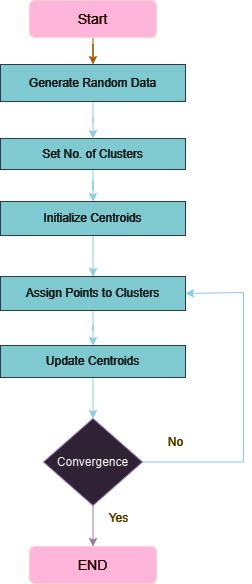 Start
Generate Random Data
Set No. of Clusters
Initialize Centroids
Assign Points to Clusters
Update Centroids
No
Convergence
Yes
END